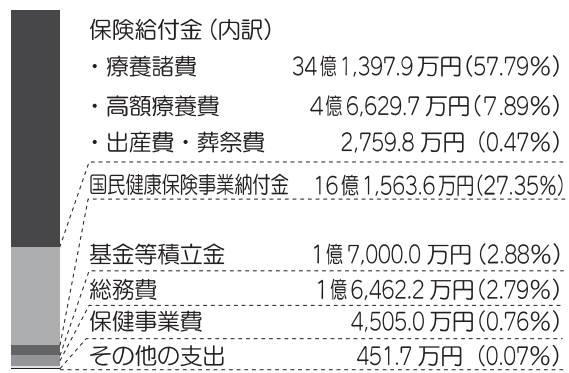 保険給付金（内訳）
・療養諸費 34億1,397.9万円（57.79%）
・高額療養費 4億6,629.7万円（7.89%）
・出産費・葬祭費 2,759.8万円（0.47%）
国民健康保険事業納付金 16億1,563.6万円（27.35%）
基金等積立金 1億7,000.0万円（2.88%）
総務費 1億6,462.2万円（2.79%）
保健事業費 4,505.0万円（0.76%）
その他の支出 451.7万円（0.07%）